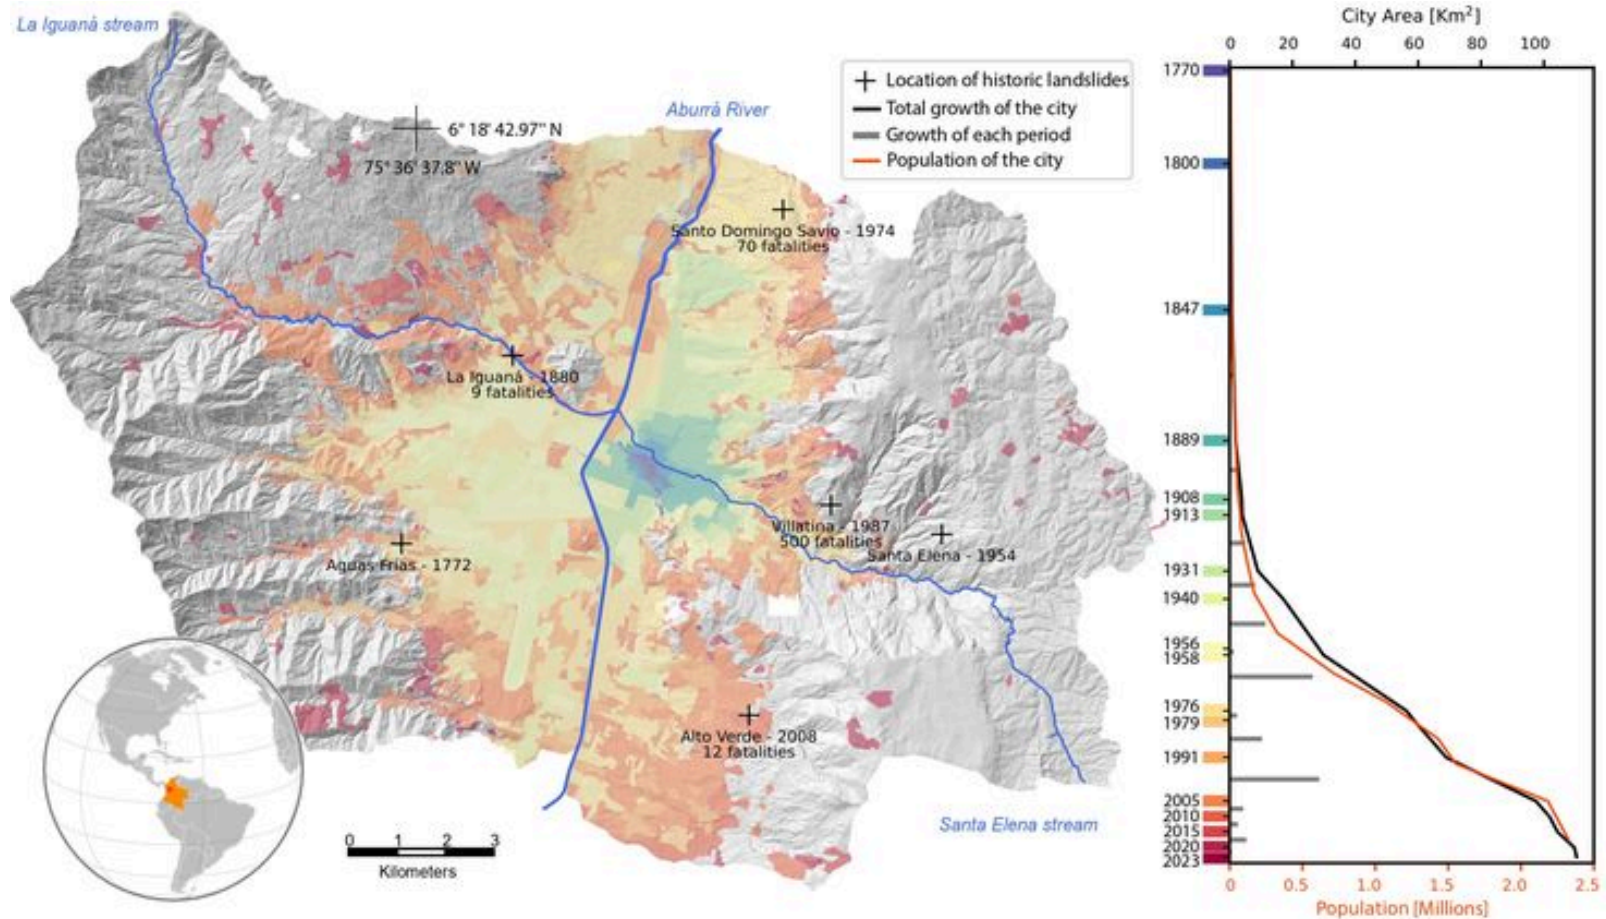 La Iguaná stream
Aburrá River
6° 18' 42.97" N
75° 36' 37.8" W
Location of historic landslides
Total growth of the city
Growth of each period
Population of the city
Santo Domingo Savio - 1974
70 fatalities
La Iguaná - 1880
9 fatalities
Villatina - 1987
500 fatalities
Santa Elena - 1954
Aguas Frías - 1772
Alto Verde - 2008
12 fatalities
Santa Elena stream
0 1 2 3
Kilometers
City Area [Km²]
0 20 40 60 80 100
1770
1800
1847
1889
1908
1913
1931
1940
1956
1958
1976
1979
1991
2005
2010
2015
2020
2023
0 0.5 1.0 1.5 2.0 2.5
Population [Millions]